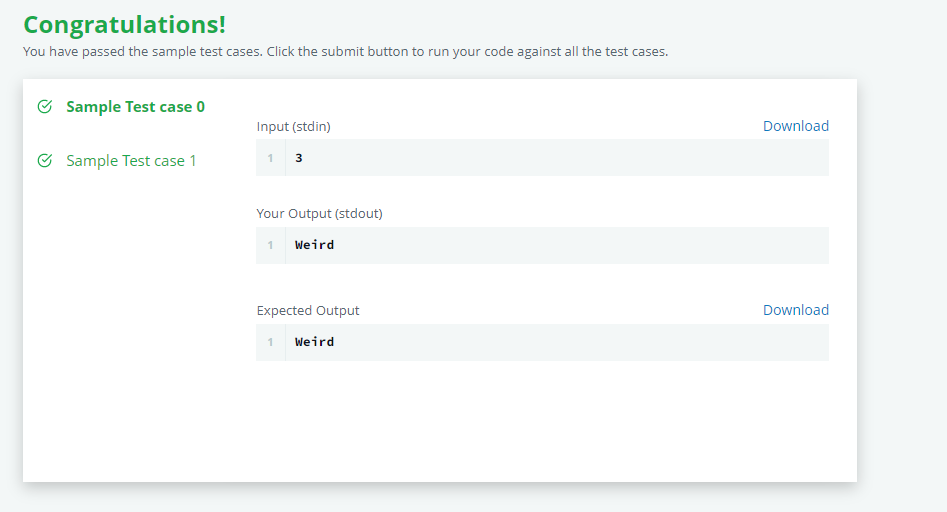 Congratulations!
You have passed the sample test cases. Click the submit button to run your code against all the test cases.
Sample Test case 0
Sample Test case 1
Input (stdin)
Download
1 3
Your Output (stdout)
1 Weird
Expected Output
Download
1 Weird